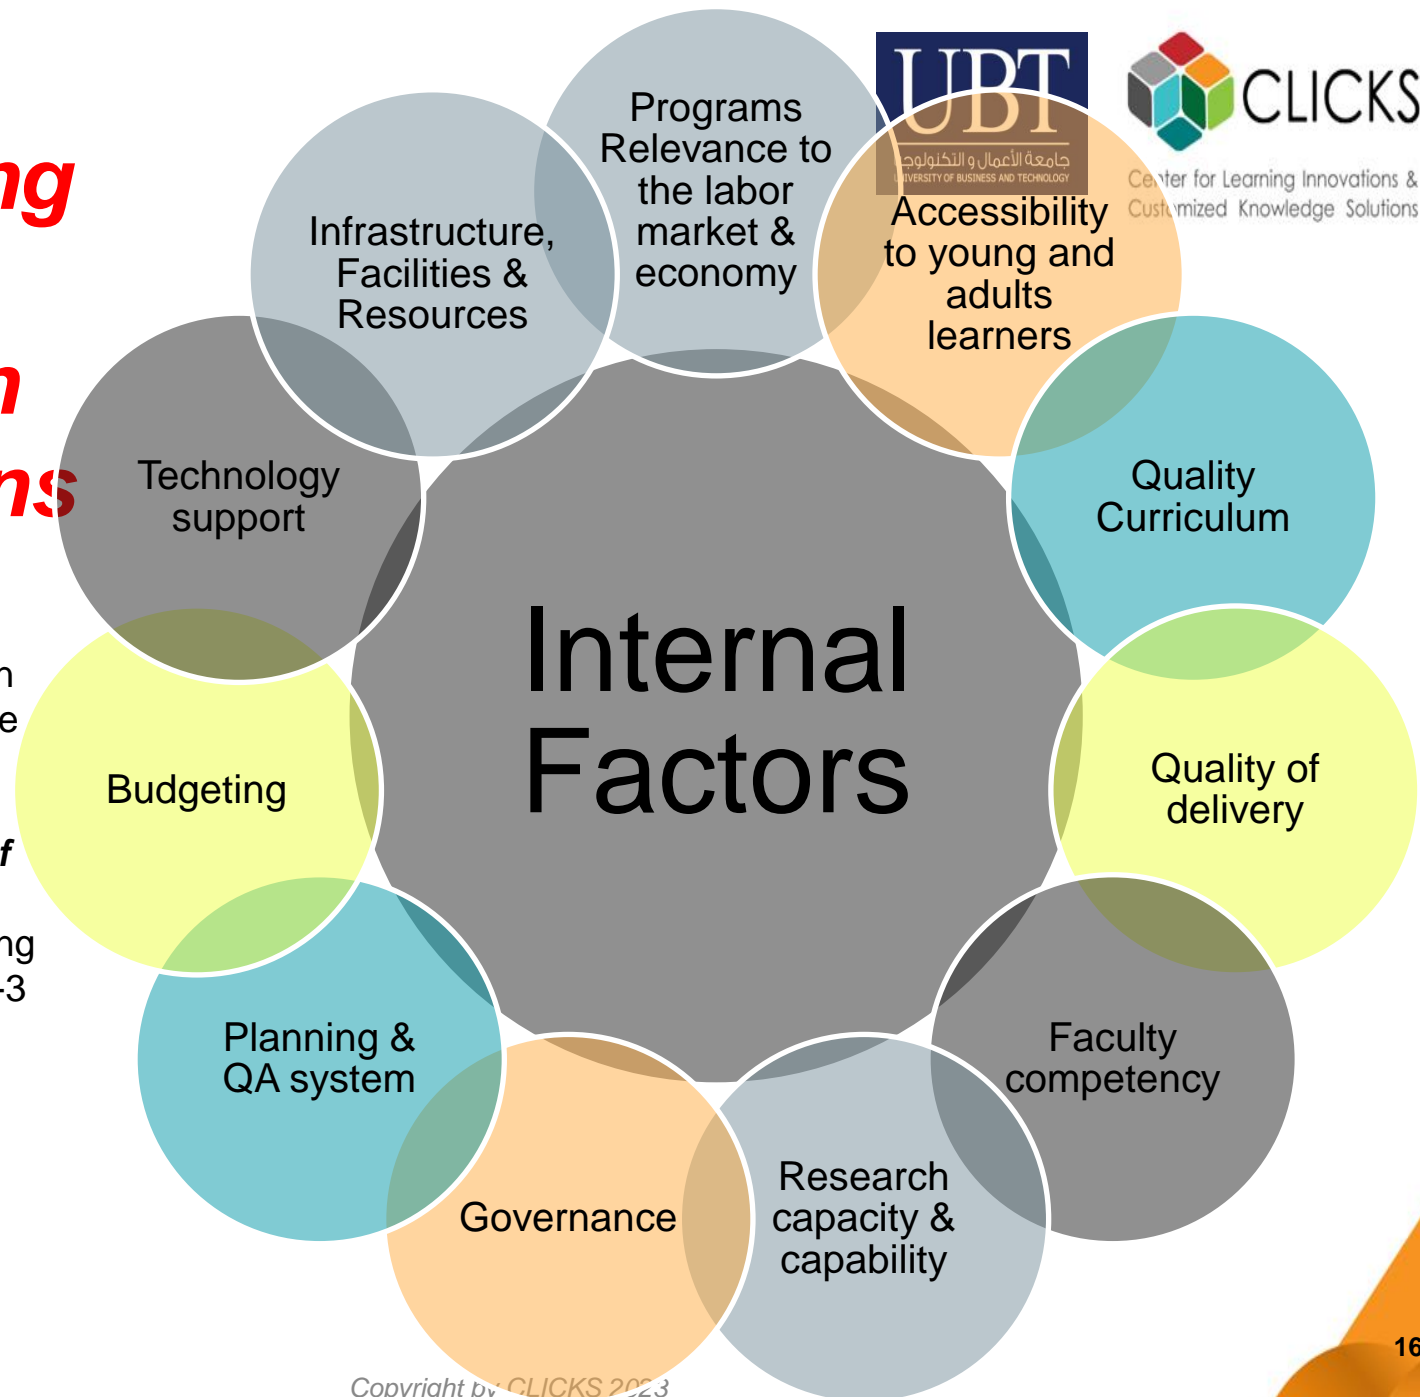 ng
n
ns
n
e
f
ng
-3
UBT
جامعة الأعمال و التكنولوجيا
UNIVERSITY OF BUSINESS AND TECHNOLOGY
CLICKS
Center for Learning Innovations &
Customized Knowledge Solutions
Programs
Relevance to
the labor
market &
economy
Accessibility
to young and
adults
learners
Quality
Curriculum
Quality of
delivery
Faculty
competency
Research
capacity &
capability
Governance
Planning &
QA system
Budgeting
Technology
support
Infrastructure,
Facilities &
Resources
Internal
Factors
Copyright by CLICKS 2023
16